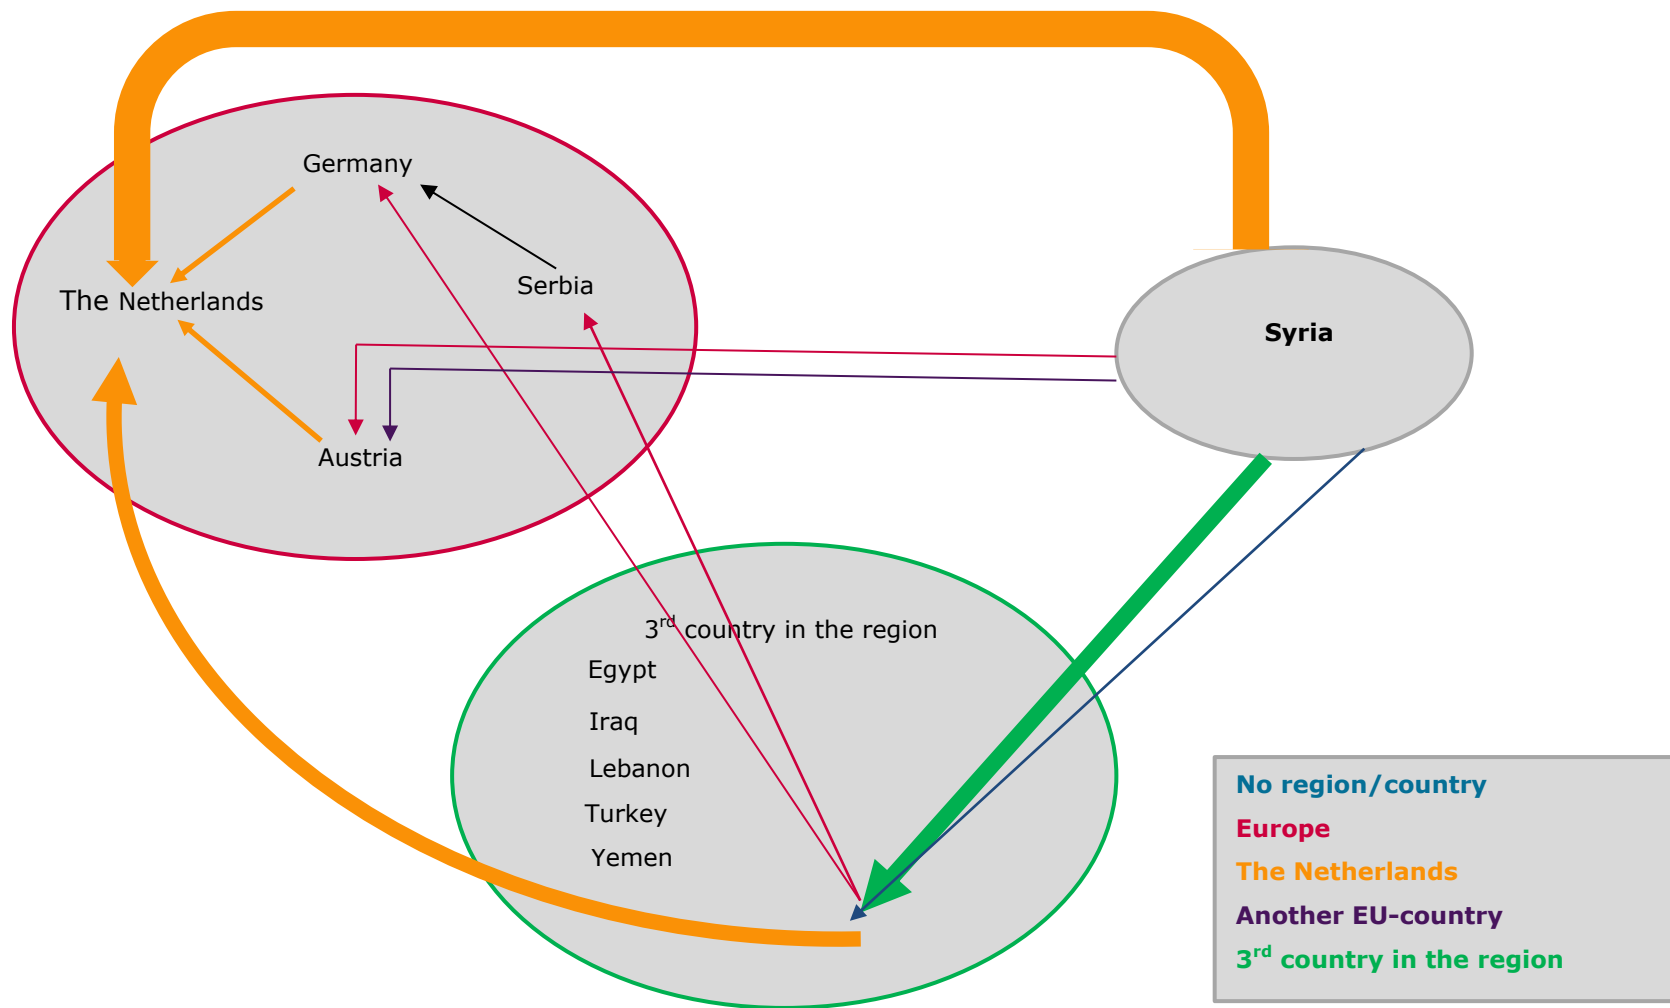 Germany
Serbia
The Netherlands
Syria
Austria
3rd country in the region
Egypt
Iraq
Lebanon
Turkey
Yemen
No region/country
Europe
The Netherlands
Another EU-country
3rd country in the region